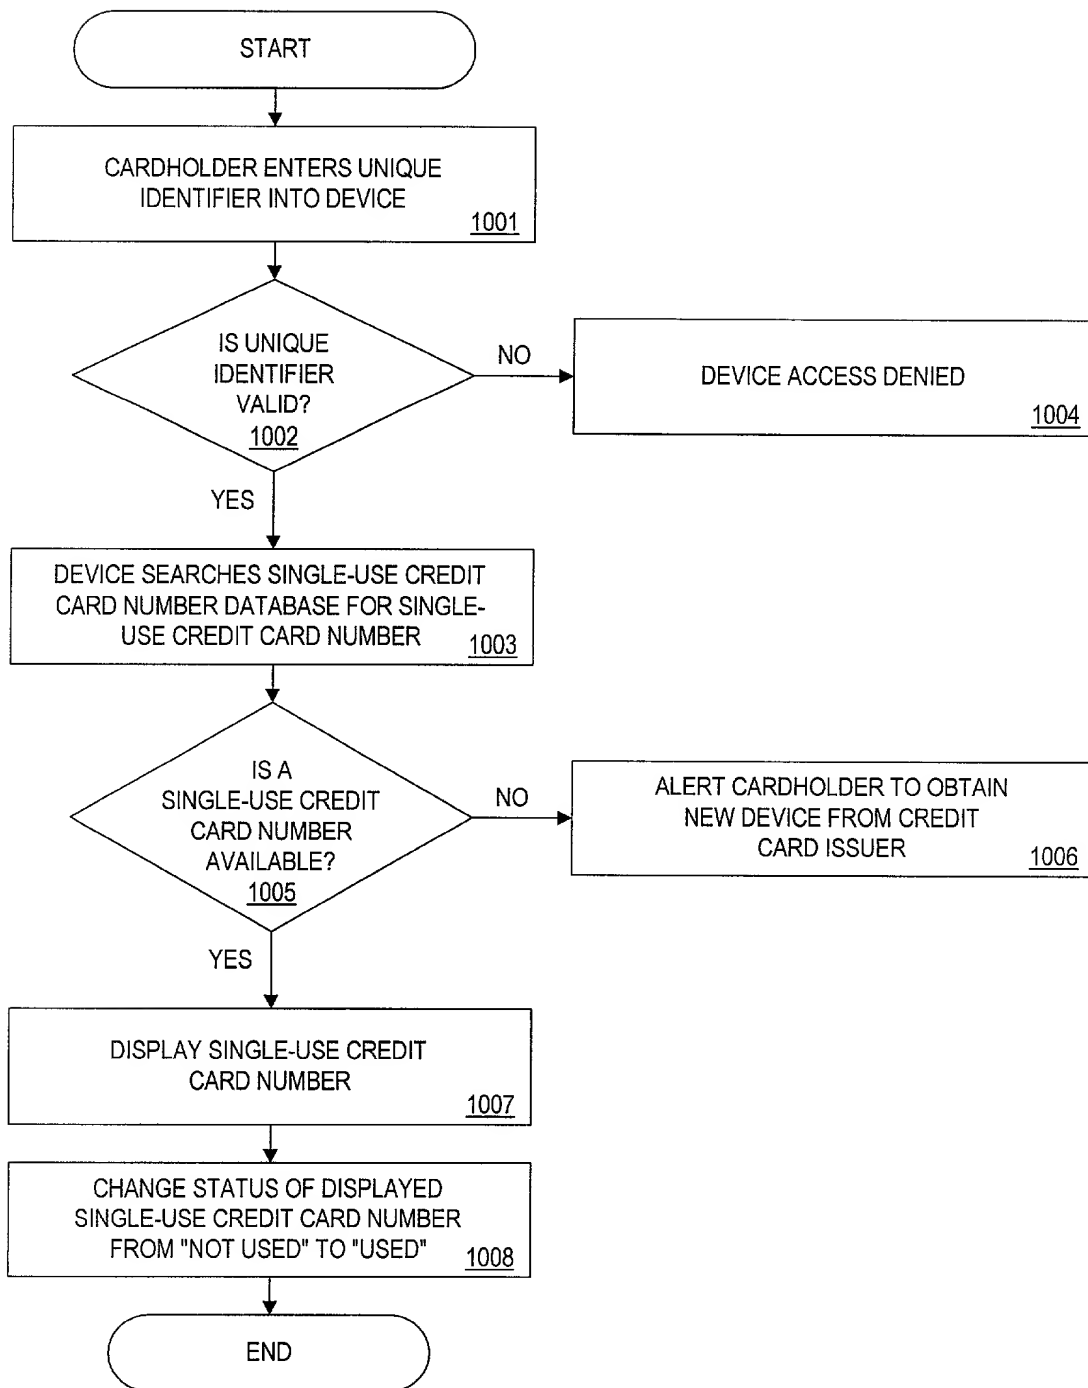 START
CARDHOLDER ENTERS UNIQUE
IDENTIFIER INTO DEVICE
1001
IS UNIQUE
IDENTIFIER
VALID?
1002
NO
DEVICE ACCESS DENIED
1004
YES
DEVICE SEARCHES SINGLE-USE CREDIT
CARD NUMBER DATABASE FOR SINGLE-
USE CREDIT CARD NUMBER
1003
IS A
SINGLE-USE CREDIT
CARD NUMBER
AVAILABLE?
1005
NO
ALERT CARDHOLDER TO OBTAIN
NEW DEVICE FROM CREDIT
CARD ISSUER
1006
YES
DISPLAY SINGLE-USE CREDIT
CARD NUMBER
1007
CHANGE STATUS OF DISPLAYED
SINGLE-USE CREDIT CARD NUMBER
FROM "NOT USED" TO "USED"
1008
END